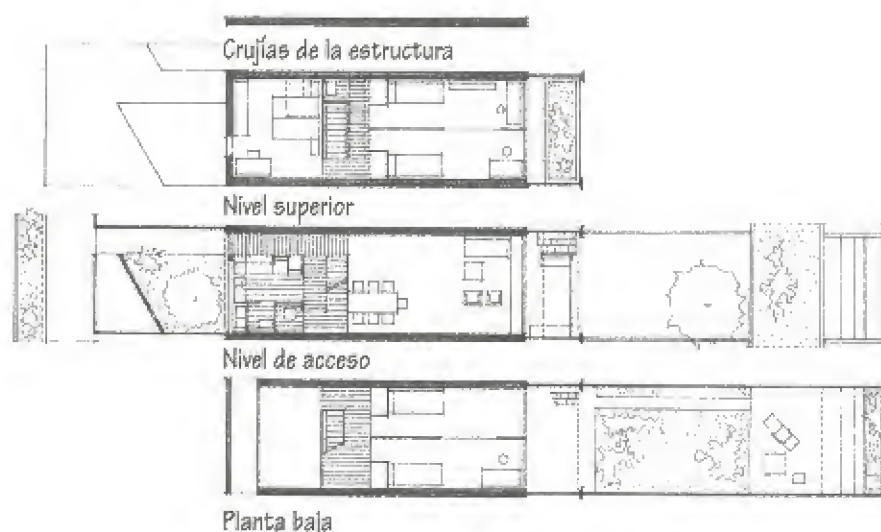 Crujías de la estructura
Nivel superior
Nivel de acceso
Planta baja